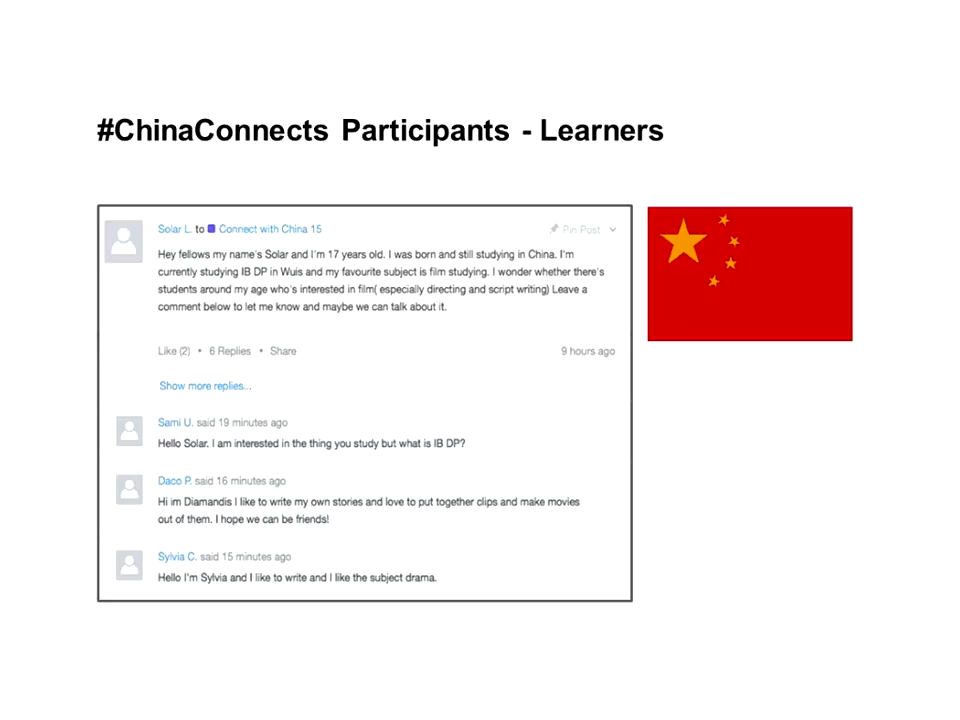 #ChinaConnects Participants - Learners
Solar L. to Connect with China 15
Pin Post
Hey fellows my name's Solar and I'm 17 years old. I was born and still studying in China. I'm
currently studying IB DP in Wuis and my favourite subject is film studying. I wonder whether there's
students around my age who's interested in film( especially directing and script writing) Leave a
comment below to let me know and maybe we can talk about it.
Like (2) • 6 Replies • Share
9 hours ago
Show more replies...
Sami U. said 19 minutes ago
Hello Solar. I am interested in the thing you study but what is IB DP?
Daco P. said 16 minutes ago
Hi im Diamandis I like to write my own stories and love to put together clips and make movies
out of them. I hope we can be friends!
Sylvia C. said 15 minutes ago
Hello I'm Sylvia and I like to write and I like the subject drama.